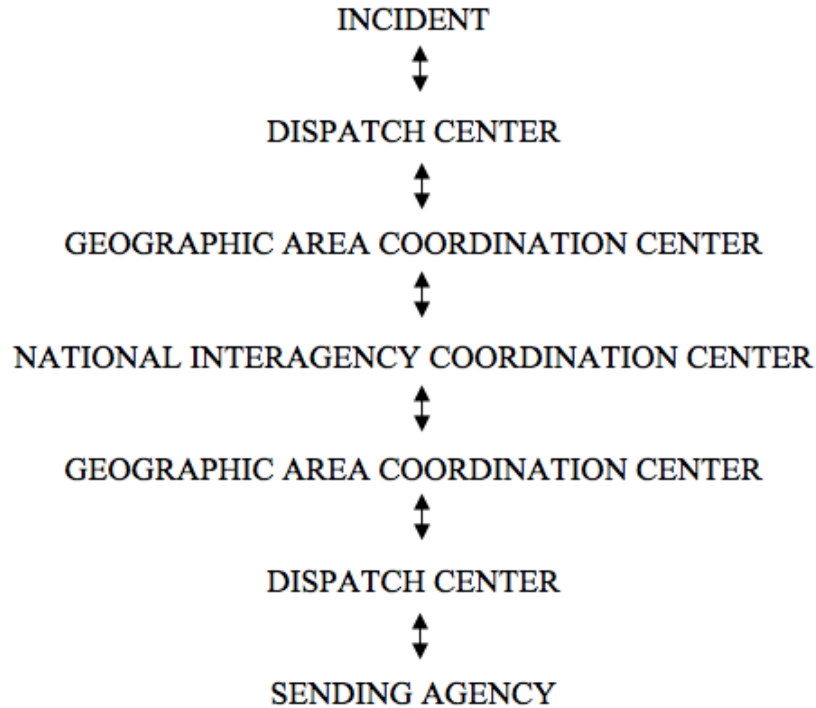 INCIDENT
DISPATCH CENTER
GEOGRAPHIC AREA COORDINATION CENTER
NATIONAL INTERAGENCY COORDINATION CENTER
GEOGRAPHIC AREA COORDINATION CENTER
DISPATCH CENTER
SENDING AGENCY